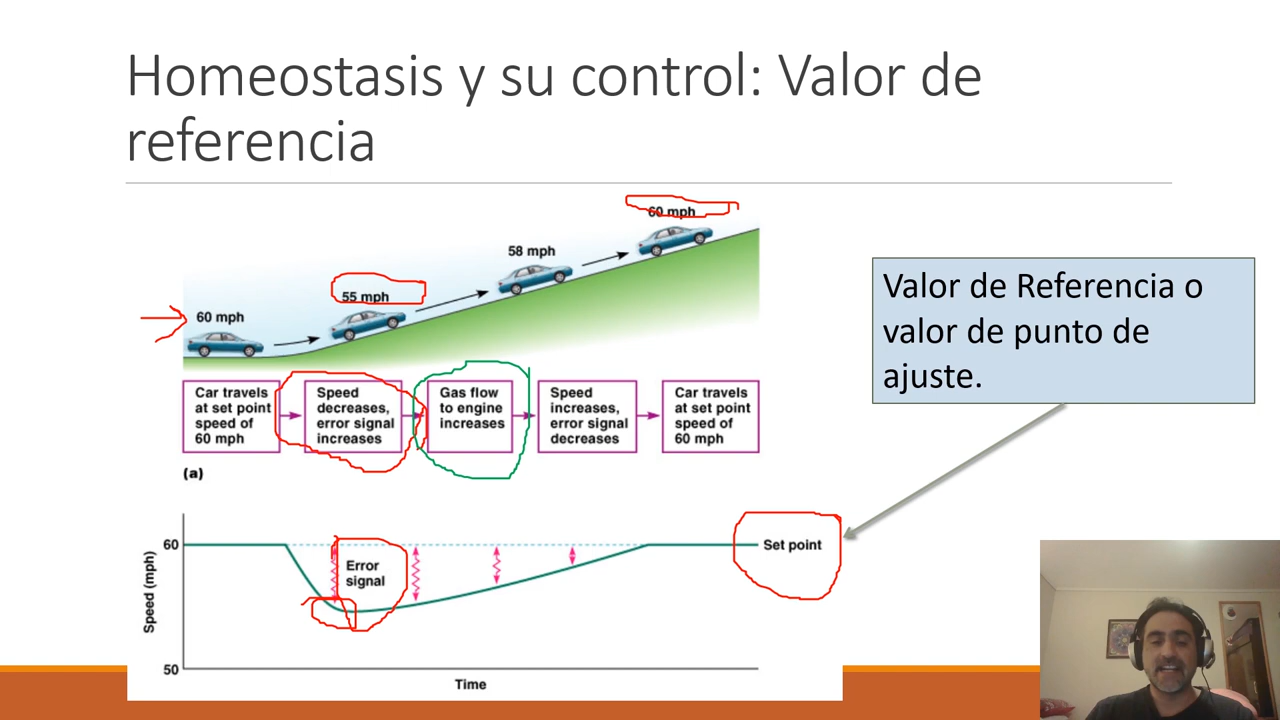 Homeostasis y su control: Valor de
referencia
60 mph
58 mph
55 mph
60 mph
Valor de Referencia o
valor de punto de
ajuste.
Car travels
at set point
speed of
60 mph
Speed
decreases,
error signal
increases
Gas flow
to engine
increases
Speed
increases,
error signal
decreases
Car travels
at set point
speed of
60 mph
(a)
60
Error
signal
Set point
Speed (mph)
50
Time